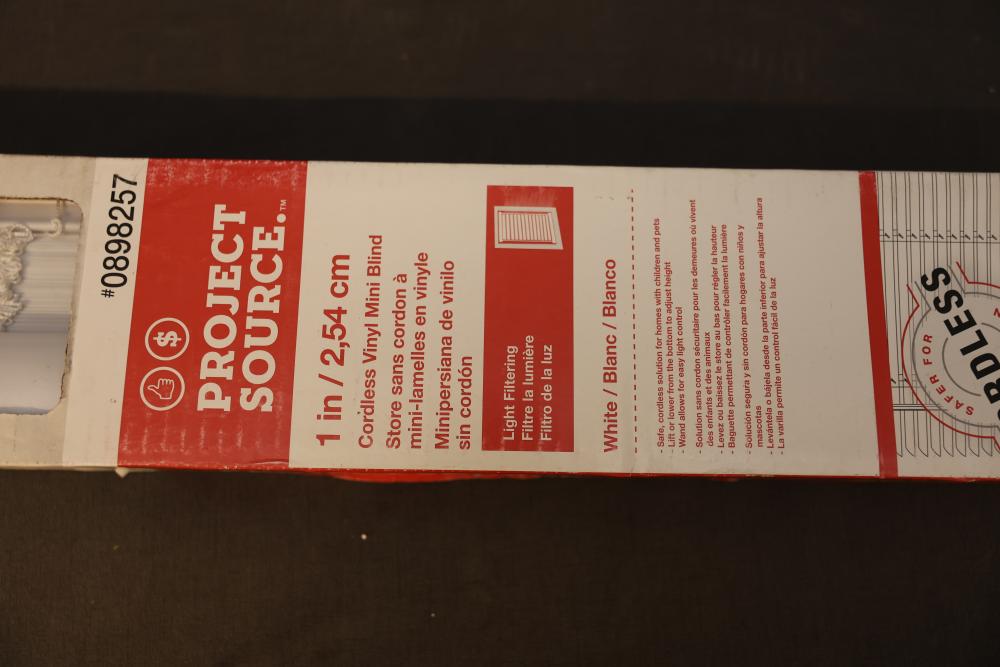 #0898257
PROJECT
SOURCE.™
$
1 in / 2,54 cm
Cordless Vinyl Mini Blind
Store sans cordon à
mini-lamelles en vinyle
Minipersiana de vinilo
sin cordón
Light Filtering
Filtre la lumière
Filtro de la luz
White / Blanc / Blanco
- Safe, cordless solution for homes with children and pets
- Lift or lower from the bottom to adjust height
- Wand allows for easy light control
- Solution sans cordon sécuritaire pour les demeures où vivent
des enfants et des animaux
- Levez ou baissez le store au bas pour régler la hauteur
- Baguette permettant de contrôler facilement la lumière
- Solución segura y sin cordón para hogares con niños y
mascotas
- Levántela o bájela desde la parte inferior para ajustar la altura
- La varilla permite un control fácil de la luz
SAFER FOR
RDLESS